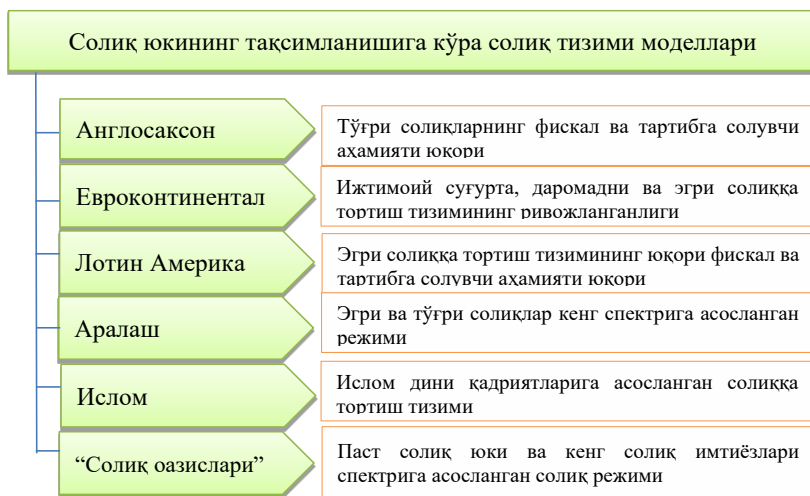 Солиқ юкининг тақсимланишига кўра солиқ тизими моделлари
Англосаксон
Тўғри солиқларнинг фискал ва тартибга солувчи
аҳамияти юқори
Евроконтинентал
Ижтимоий суғурта, даромадни ва эгри солиққа
тортиш тизимининг ривожланганлиги
Лотин Америка
Эгри солиққа тортиш тизимининг юқори фискал ва
тартибга солувчи аҳамияти юқори
Аралаш
Эгри ва тўғри солиқлар кенг спектрига асосланган
режими
Ислом
Ислом дини қадриятларига асосланган солиққа
тортиш тизими
“Солиқ оазислари”
Паст солиқ юки ва кенг солиқ имтиёзлари
спектрига асосланган солиқ режими